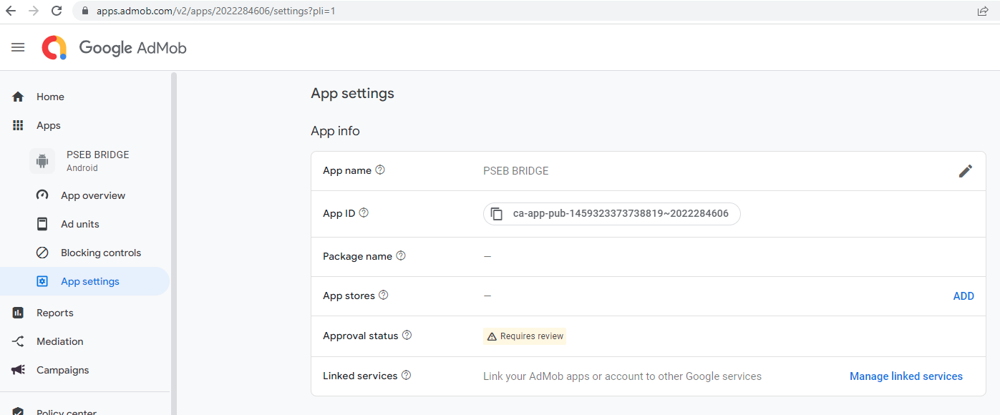 apps.admob.com/v2/apps/2022284606/settings?pli=1
Google AdMob
Home
Apps
PSEB BRIDGE
Android
App overview
Ad units
Blocking controls
App settings
Reports
Mediation
Campaigns
Policy center
App settings
App info
App name PSEB BRIDGE
App ID ca-app-pub-1459323373738819~2022284606
Package name —
App stores — ADD
Approval status Requires review
Linked services Link your AdMob apps or account to other Google services Manage linked services